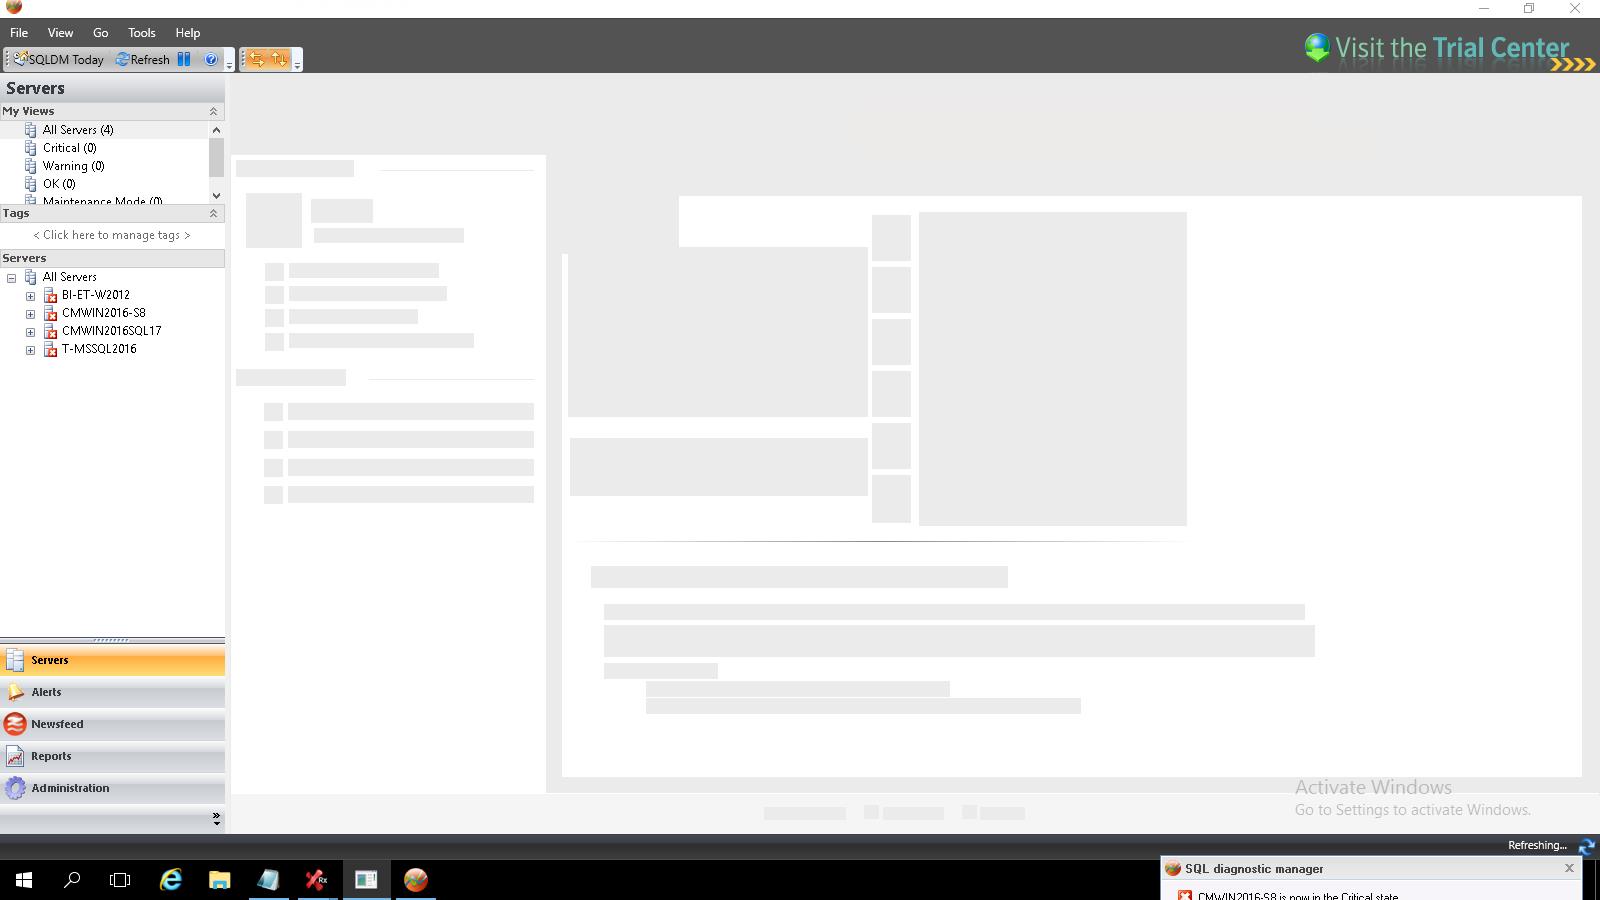 File View Go Tools Help
SQLDM Today Refresh
Visit the Trial Center
Servers
My Views
All Servers (4)
Critical (0)
Warning (0)
OK (0)
Maintenance Mode (0)
Tags
< Click here to manage tags >
Servers
All Servers
BI-ET-W2012
CMWIN2016-S8
CMWIN2016SQL17
T-MSSQL2016
Servers
Alerts
Newsfeed
Reports
Administration
Activate Windows
Go to Settings to activate Windows.
Refreshing...
SQL diagnostic manager
CMWIN2016-S8 is now in the Critical state